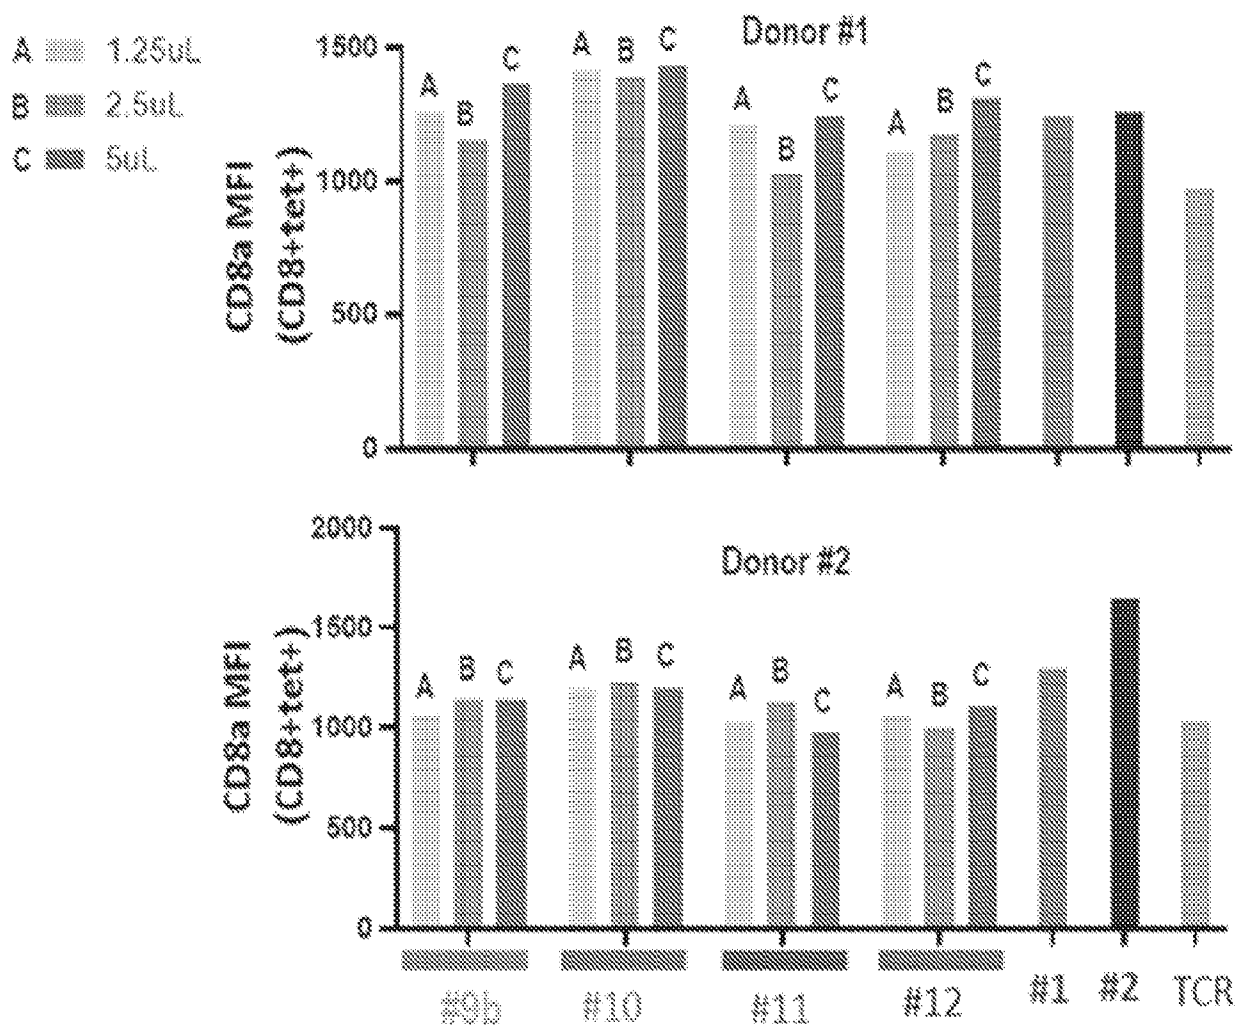 A 1.25uL
B 2.5uL
C 5uL
Donor #1
CD8a MFI
(CD8+tet+)
1500
1000
500
0
A B C
A B C
A B C
A B C
Donor #2
CD8a MFI
(CD8+tet+)
2000
1500
1000
500
0
A B C
A B C
A B C
A B C
#9b #10 #11 #12 #1 #2 TCR